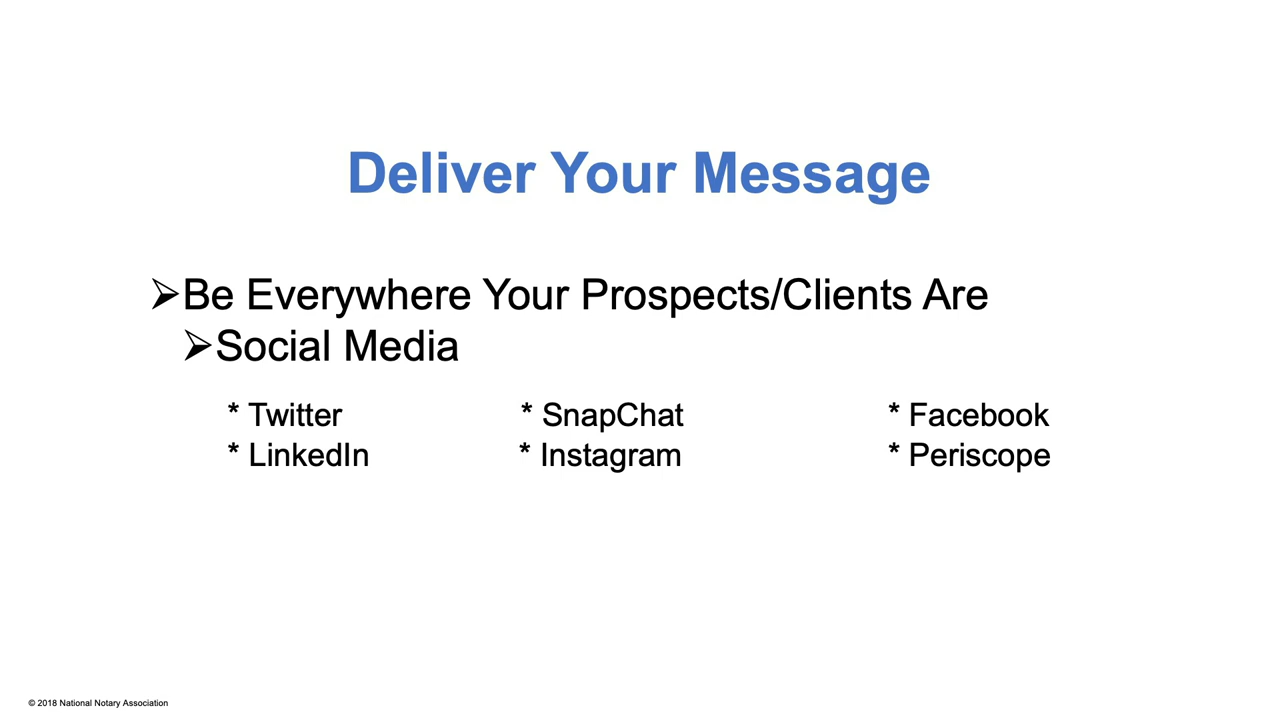 Deliver Your Message
➢Be Everywhere Your Prospects/Clients Are
➢Social Media
* Twitter * SnapChat * Facebook
* LinkedIn * Instagram * Periscope
© 2018 National Notary Association